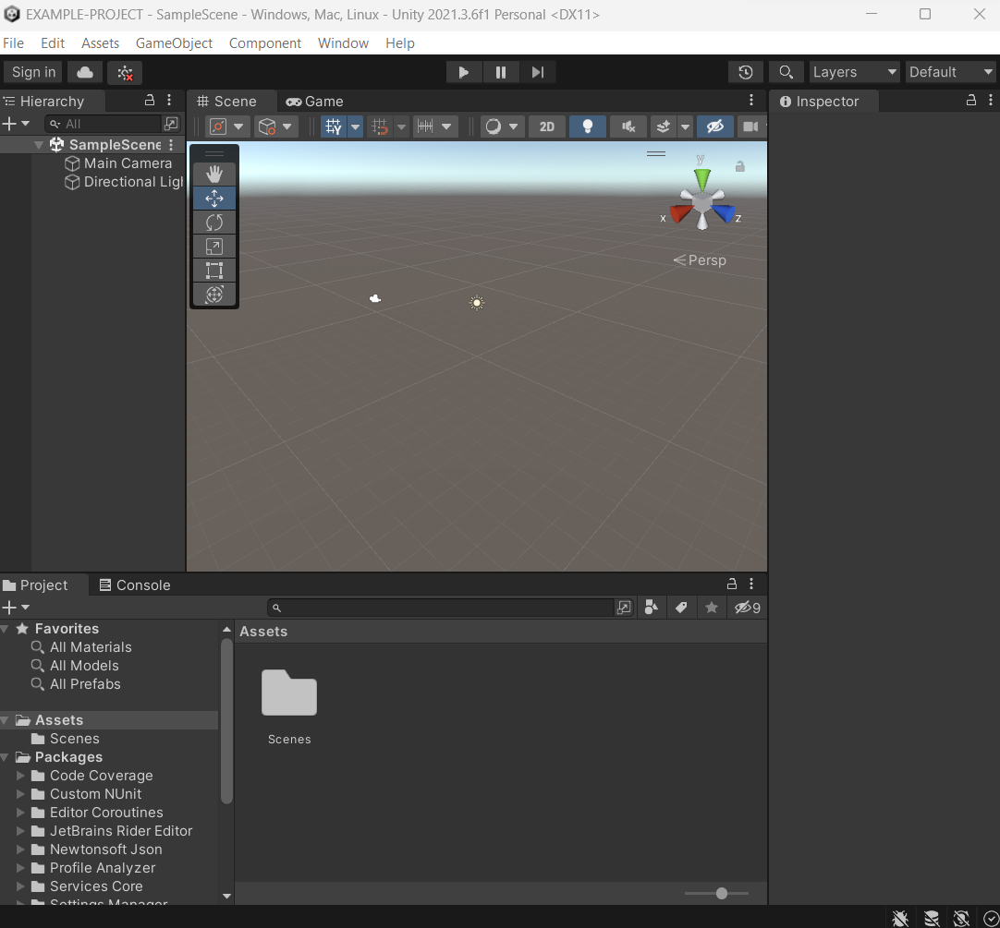 EXAMPLE-PROJECT - SampleScene - Windows, Mac, Linux - Unity 2021.3.6f1 Personal <DX11>
File Edit Assets GameObject Component Window Help
Sign in Layers Default
Hierarchy
All
SampleScene
Main Camera
Directional Ligh
Scene Game
2D
y
x z
Persp
Inspector
Project Console
9
Favorites
All Materials
All Models
All Prefabs
Assets
Scenes
Packages
Code Coverage
Custom NUnit
Editor Coroutines
JetBrains Rider Editor
Newtonsoft Json
Profile Analyzer
Services Core
Settings Manager
Assets
Scenes